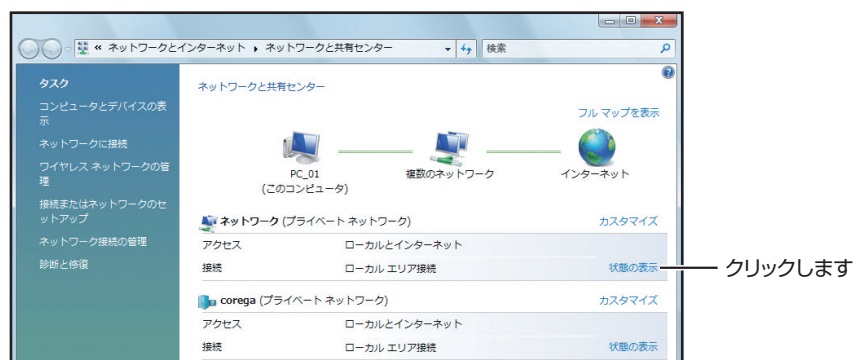 « ネットワークとインターネット ▸ ネットワークと共有センター
検索
タスク
コンピュータとデバイスの表
示
ネットワークに接続
ワイヤレス ネットワークの管
理
接続またはネットワークのセ
ットアップ
ネットワーク接続の管理
診断と修復
ネットワークと共有センター
フル マップを表示
PC_01
(このコンピュータ)
複数のネットワーク
インターネット
ネットワーク (プライベート ネットワーク)
カスタマイズ
アクセス
ローカルとインターネット
接続
ローカル エリア接続
状態の表示
クリックします
corega (プライベート ネットワーク)
カスタマイズ
アクセス
ローカルとインターネット
接続
ローカル エリア接続
状態の表示